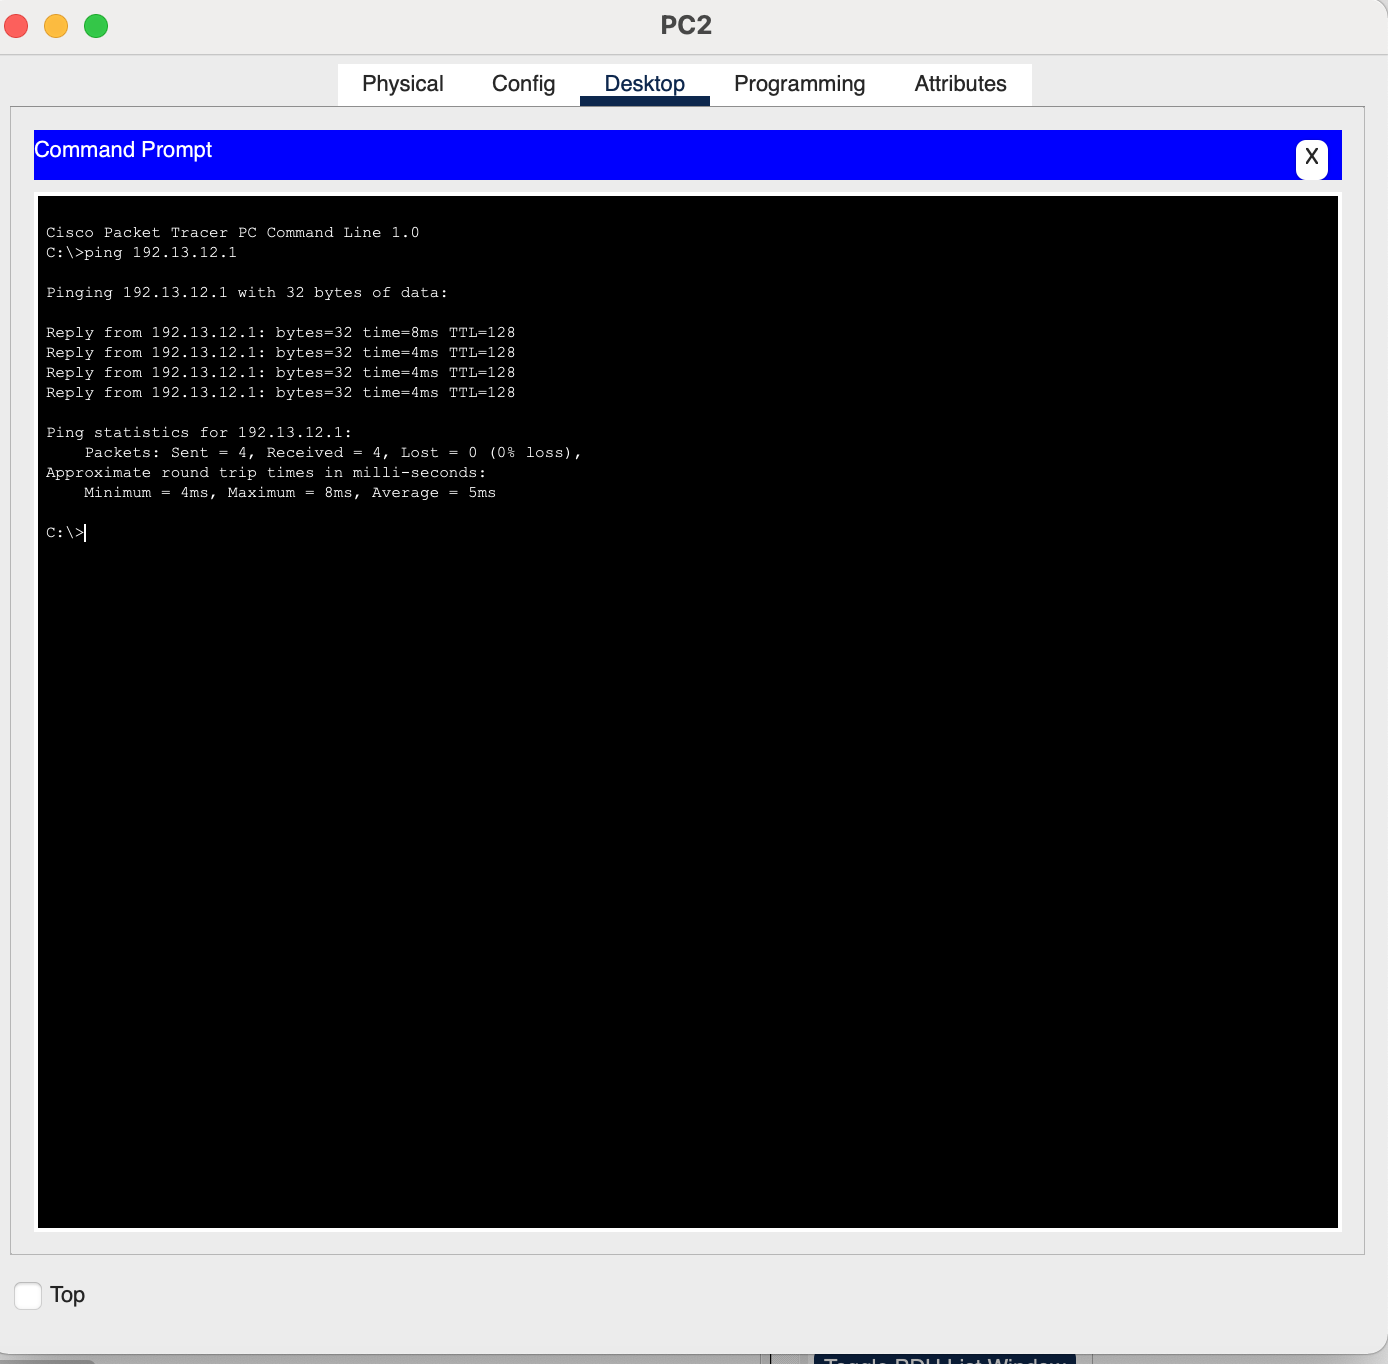 PC2
Physical Config Desktop Programming Attributes
Command Prompt
X
Cisco Packet Tracer PC Command Line 1.0
C:\>ping 192.13.12.1
Pinging 192.13.12.1 with 32 bytes of data:
Reply from 192.13.12.1: bytes=32 time=8ms TTL=128
Reply from 192.13.12.1: bytes=32 time=4ms TTL=128
Reply from 192.13.12.1: bytes=32 time=4ms TTL=128
Reply from 192.13.12.1: bytes=32 time=4ms TTL=128
Ping statistics for 192.13.12.1:
Packets: Sent = 4, Received = 4, Lost = 0 (0% loss),
Approximate round trip times in milli-seconds:
Minimum = 4ms, Maximum = 8ms, Average = 5ms
C:\>
Top
Toggle PDU List Window